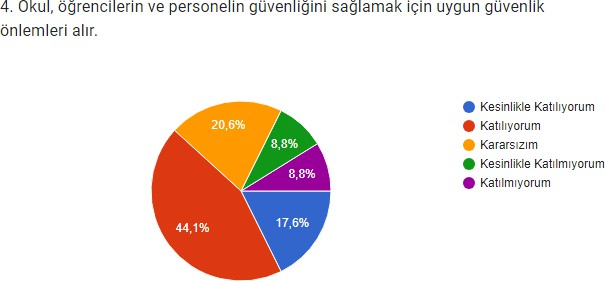 4. Okul, öğrencilerin ve personelin güvenliğini sağlamak için uygun güvenlik
önlemleri alır.
20,6%
8,8%
8,8%
17,6%
44,1%
Kesinlikle Katılıyorum
Katılıyorum
Kararsızım
Kesinlikle Katılmıyorum
Katılmıyorum